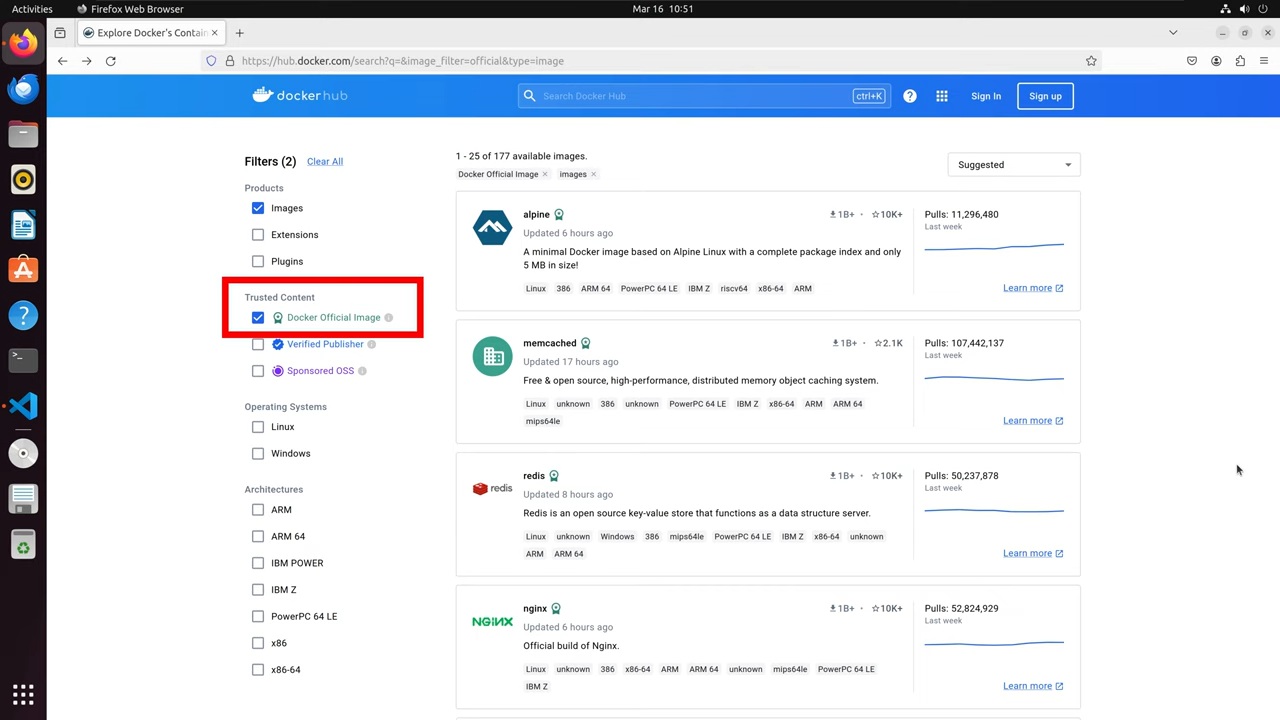 Activities
Firefox Web Browser
Mar 16 10:51
Explore Docker's Contain
https://hub.docker.com/search?q=&image_filter=official&type=image
dockerhub
Search Docker Hub
ctrl+K
Sign In
Sign up
Filters (2)
Clear All
Products
Images
Extensions
Plugins
Trusted Content
Docker Official Image
Verified Publisher
Sponsored OSS
Operating Systems
Linux
Windows
Architectures
ARM
ARM 64
IBM POWER
IBM Z
PowerPC 64 LE
x86
x86-64
1 - 25 of 177 available images.
Docker Official Image
images
Suggested
alpine
1B+ • 10K+
Updated 6 hours ago
A minimal Docker image based on Alpine Linux with a complete package index and only
5 MB in size!
Linux 386 ARM 64 PowerPC 64 LE IBM Z riscv64 x86-64 ARM
Pulls: 11,296,480
Last week
Learn more
memcached
1B+ • 2.1K
Updated 17 hours ago
Free & open source, high-performance, distributed memory object caching system.
Linux unknown 386 unknown PowerPC 64 LE IBM Z x86-64 ARM ARM 64
mips64le
Pulls: 107,442,137
Last week
Learn more
redis
redis
1B+ • 10K+
Updated 8 hours ago
Redis is an open source key-value store that functions as a data structure server.
Linux unknown Windows 386 mips64le PowerPC 64 LE IBM Z x86-64 unknown
ARM ARM 64
Pulls: 50,237,878
Last week
Learn more
NGINX
nginx
1B+ • 10K+
Updated 6 hours ago
Official build of Nginx.
Linux unknown 386 x86-64 ARM ARM 64 unknown mips64le PowerPC 64 LE
IBM Z
Pulls: 52,824,929
Last week
Learn more